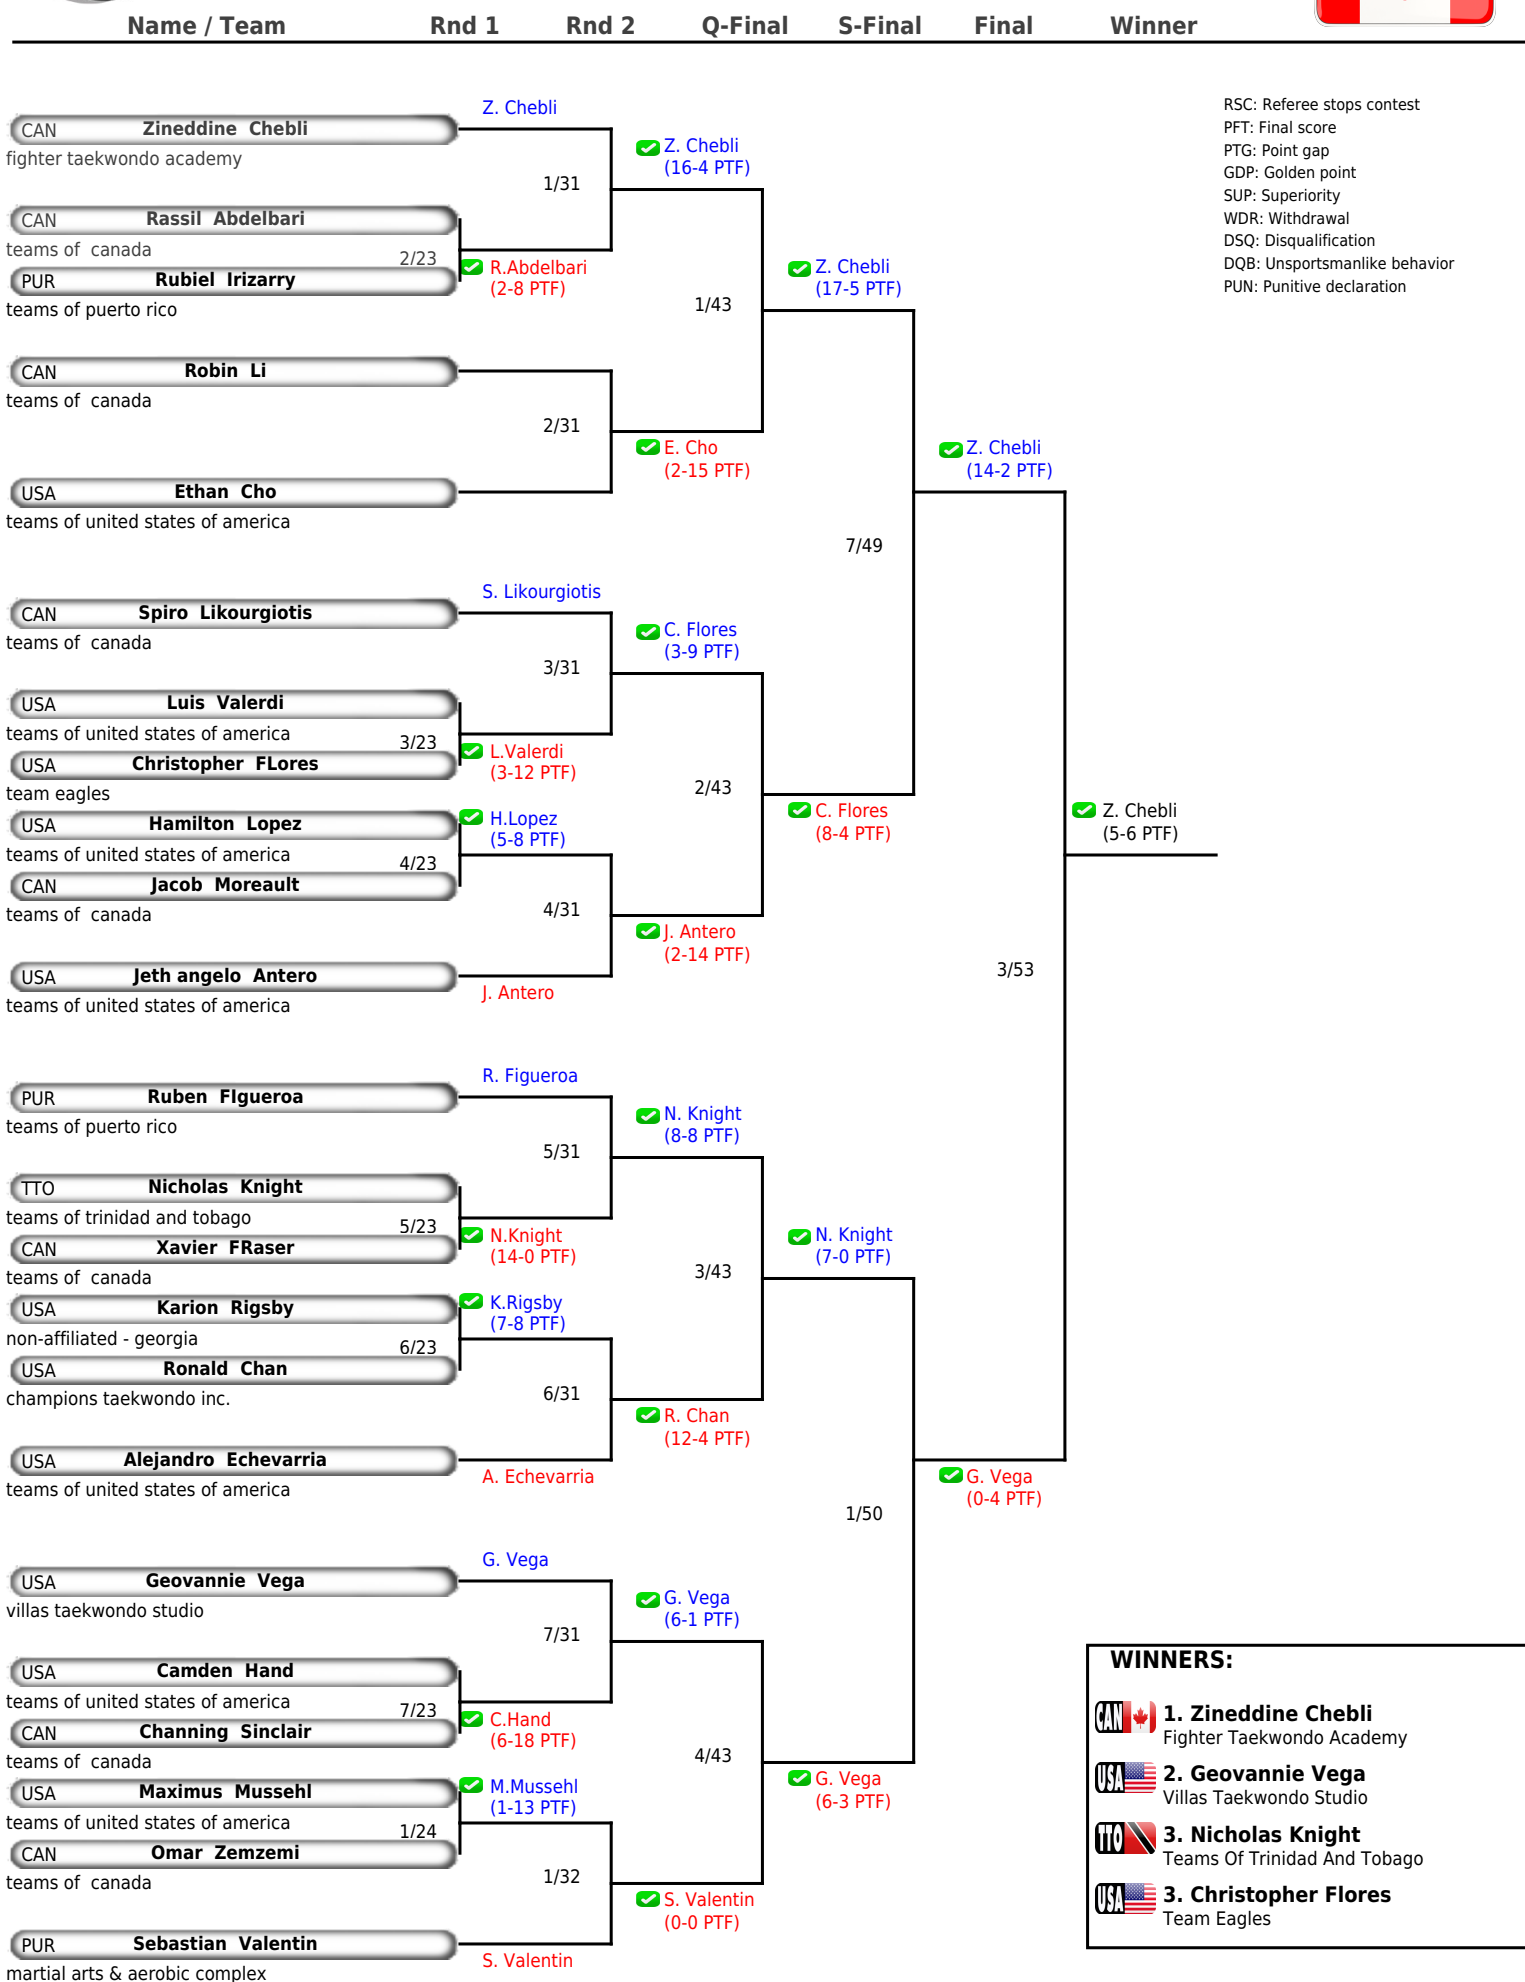 Name / Team Rnd 1 Rnd 2 Q-Final S-Final Final Winner
RSC: Referee stops contest
PFT: Final score
PTG: Point gap
GDP: Golden point
SUP: Superiority
WDR: Withdrawal
DSQ: Disqualification
DQB: Unsportsmanlike behavior
PUN: Punitive declaration
Z. Chebli
CAN Zineddine Chebli
fighter taekwondo academy
Z. Chebli
(16-4 PTF)
1/31
CAN Rassil Abdelbari
teams of canada
2/23
PUR Rubiel Irizarry
teams of puerto rico
R.Abdelbari
(2-8 PTF)
Z. Chebli
(17-5 PTF)
1/43
CAN Robin Li
teams of canada
2/31
E. Cho
(2-15 PTF)
USA Ethan Cho
teams of united states of america
Z. Chebli
(14-2 PTF)
7/49
S. Likourgiotis
CAN Spiro Likourgiotis
teams of canada
C. Flores
(3-9 PTF)
3/31
USA Luis Valerdi
teams of united states of america
3/23
USA Christopher FLores
team eagles
L.Valerdi
(3-12 PTF)
2/43
USA Hamilton Lopez
teams of united states of america
4/23
H.Lopez
(5-8 PTF)
CAN Jacob Moreault
teams of canada
C. Flores
(8-4 PTF)
Z. Chebli
(5-6 PTF)
4/31
J. Antero
(2-14 PTF)
USA Jeth angelo Antero
teams of united states of america
J. Antero
3/53
R. Figueroa
PUR Ruben FIgueroa
teams of puerto rico
N. Knight
(8-8 PTF)
5/31
TTO Nicholas Knight
teams of trinidad and tobago
5/23
CAN Xavier FRaser
teams of canada
N.Knight
(14-0 PTF)
N. Knight
(7-0 PTF)
3/43
USA Karion Rigsby
non-affiliated - georgia
6/23
K.Rigsby
(7-8 PTF)
USA Ronald Chan
champions taekwondo inc.
6/31
R. Chan
(12-4 PTF)
USA Alejandro Echevarria
teams of united states of america
A. Echevarria
G. Vega
(0-4 PTF)
1/50
G. Vega
USA Geovannie Vega
villas taekwondo studio
G. Vega
(6-1 PTF)
7/31
USA Camden Hand
teams of united states of america
7/23
CAN Channing Sinclair
teams of canada
C.Hand
(6-18 PTF)
4/43
USA Maximus Mussehl
teams of united states of america
1/24
M.Mussehl
(1-13 PTF)
CAN Omar Zemzemi
teams of canada
G. Vega
(6-3 PTF)
1/32
S. Valentin
(0-0 PTF)
PUR Sebastian Valentin
martial arts & aerobic complex
S. Valentin
WINNERS:
CAN 1. Zineddine Chebli
Fighter Taekwondo Academy
USA 2. Geovannie Vega
Villas Taekwondo Studio
TTO 3. Nicholas Knight
Teams Of Trinidad And Tobago
USA 3. Christopher Flores
Team Eagles